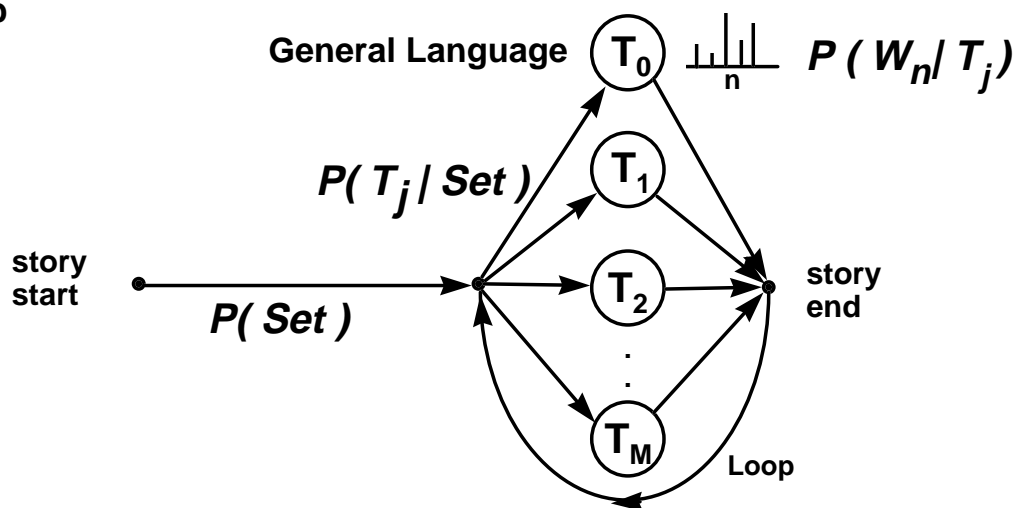 General Language
T0
n
P ( Wn| Tj )
P( Tj | Set )
T1
story
start
P( Set )
T2
story
end
.
.
TM
Loop